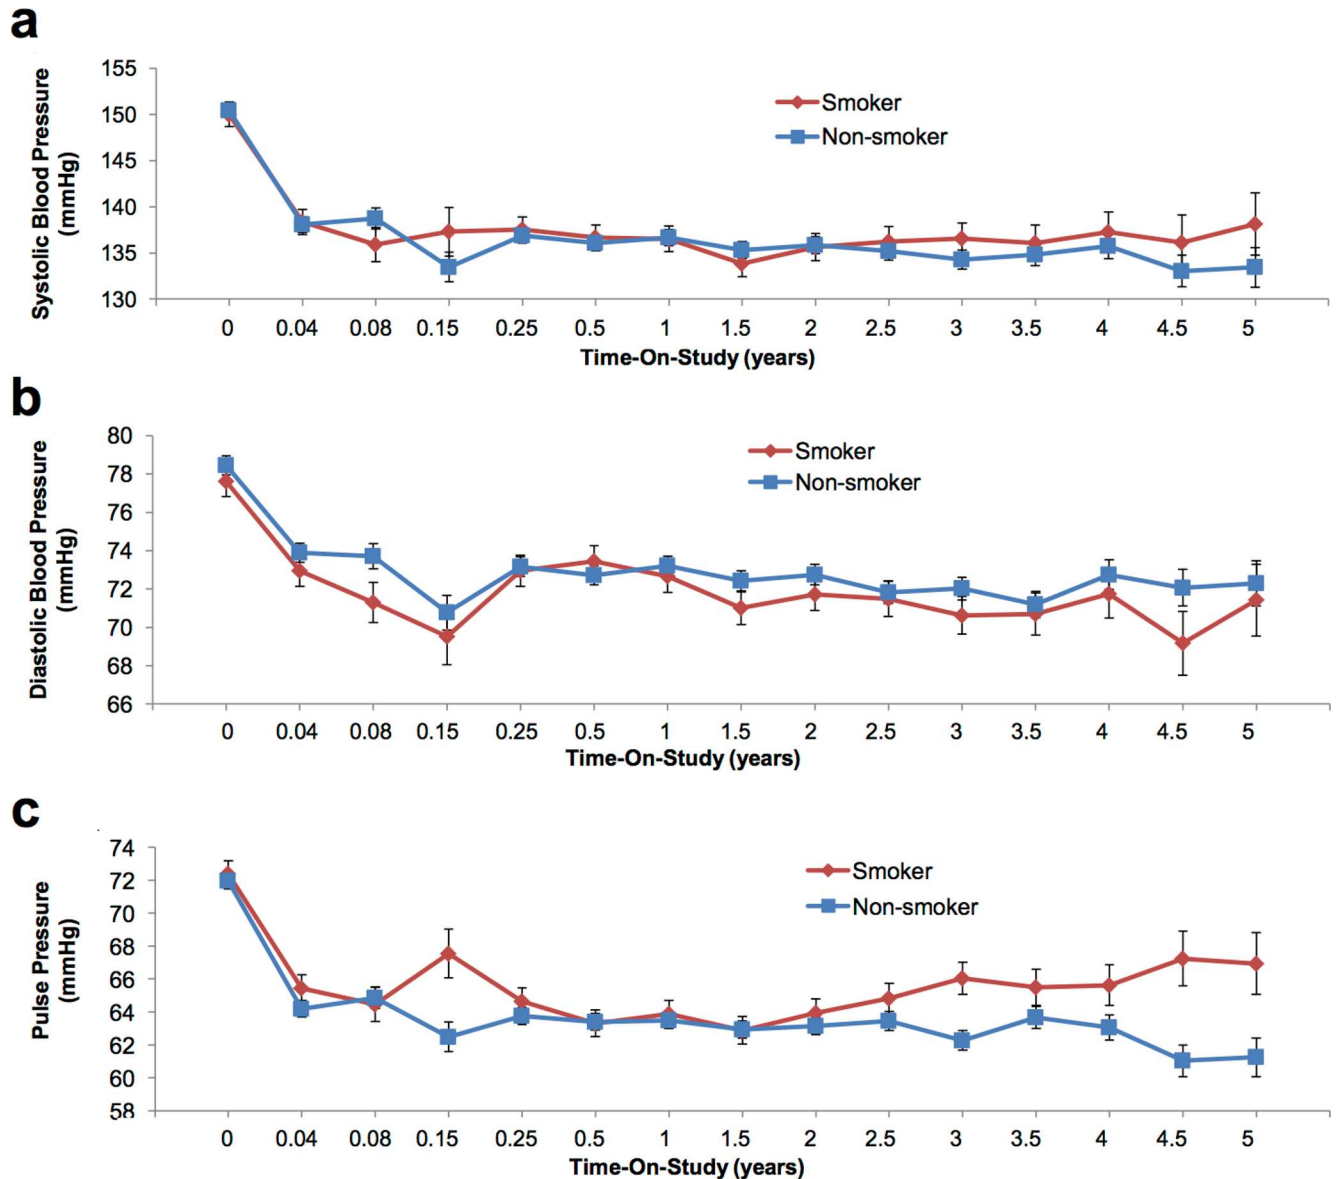 a
Systolic Blood Pressure
(mmHg)
155
150
145
140
135
130
Smoker
Non-smoker
0 0.04 0.08 0.15 0.25 0.5 1 1.5 2 2.5 3 3.5 4 4.5 5
Time-On-Study (years)
b
Diastolic Blood Pressure
(mmHg)
80
78
76
74
72
70
68
66
Smoker
Non-smoker
0 0.04 0.08 0.15 0.25 0.5 1 1.5 2 2.5 3 3.5 4 4.5 5
Time-On-Study (years)
c
Pulse Pressure
(mmHg)
74
72
70
68
66
64
62
60
58
Smoker
Non-smoker
0 0.04 0.08 0.15 0.25 0.5 1 1.5 2 2.5 3 3.5 4 4.5 5
Time-On-Study (years)